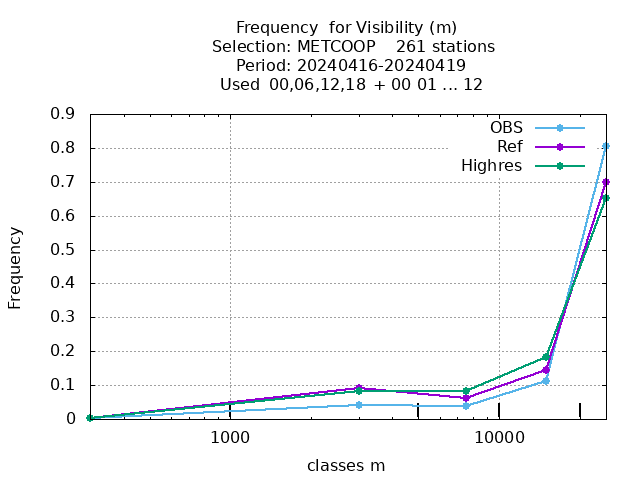 Frequency  for Visibility (m)
Selection: METCOOP    261 stations
Period: 20240416-20240419
Used  00,06,12,18  + 00 01 ... 12
OBS
Ref
Highres
0.9
0.8
0.7
0.6
0.5
0.4
0.3
0.2
0.1
0
Frequency
1000
10000
classes m